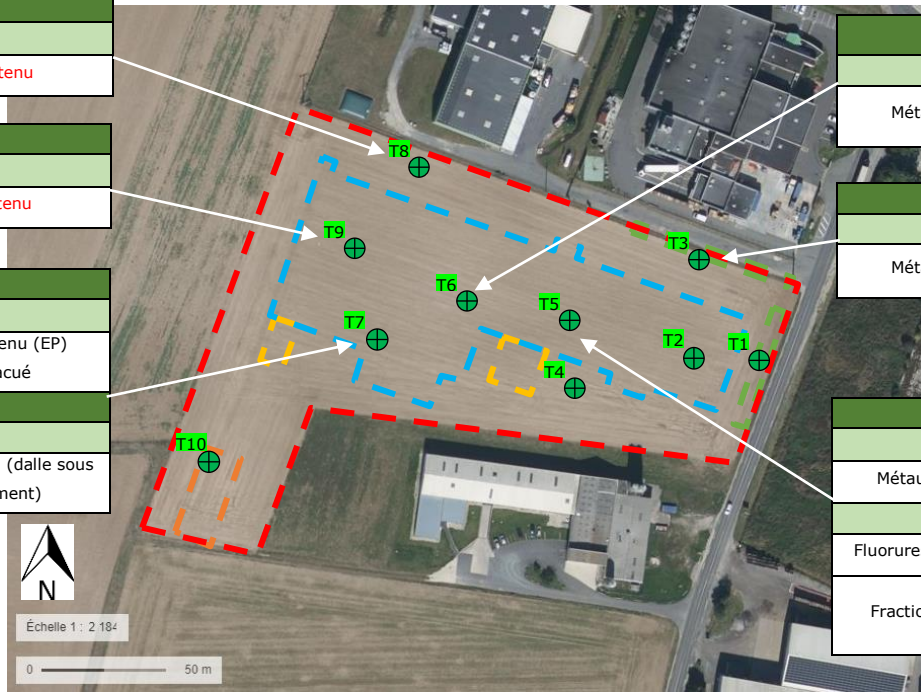 tenu
tenu
enu (EP)
acué
(dalle sous
ment)
Mét
Mét
Métau
Fluorure
Fractio
T8
T3
T9
T6
T5
T7
T2
T1
T4
T10
N
Échelle 1 : 2 184
0 50 m